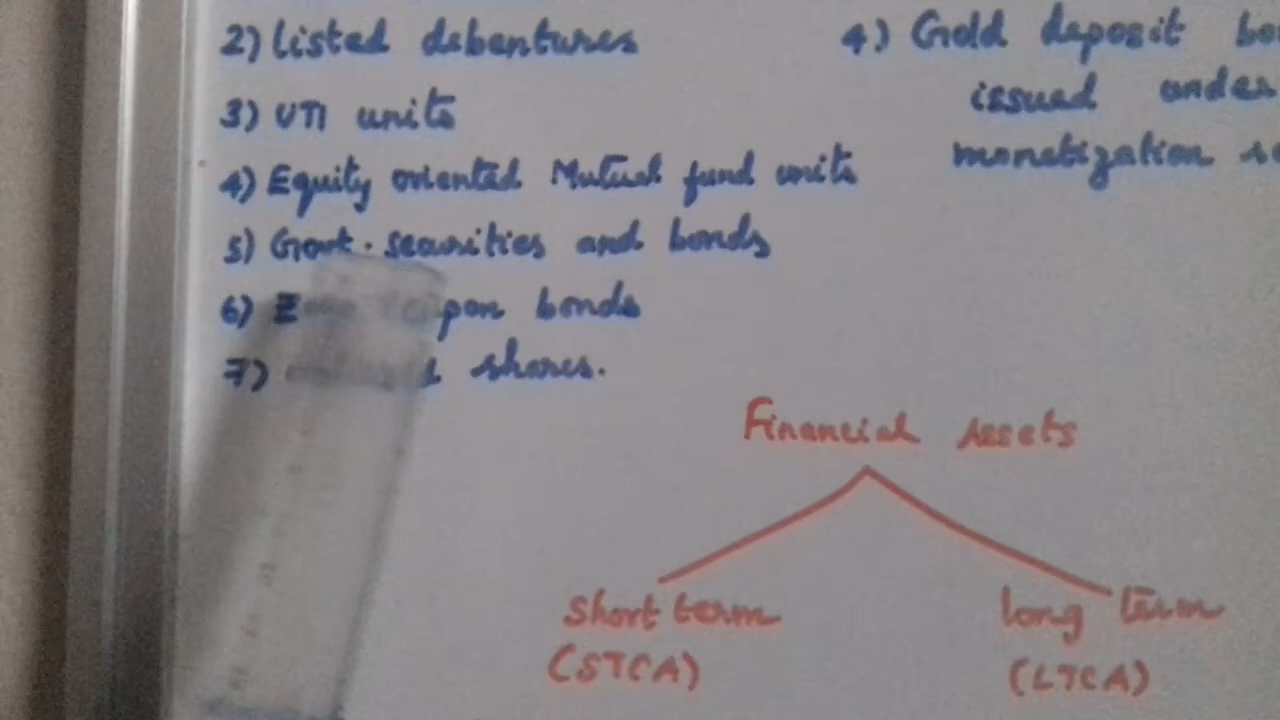 2) Listed debentures
3) UTI units
4) Equity oriented Mutual fund units
5) Govt. securities and bonds
6) bonds
7) shares.
4) Gold deposit
issued under
monetization
Financial Assets
Short term
(STCA)
long term
(LTCA)